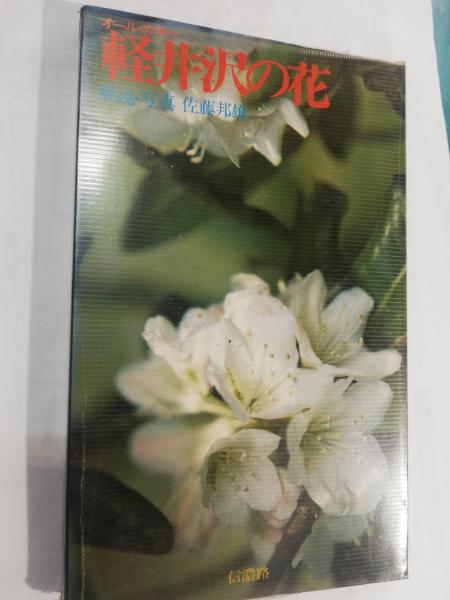 オールカラー
軽井沢の花
解説・写真 佐藤邦雄
信濃路